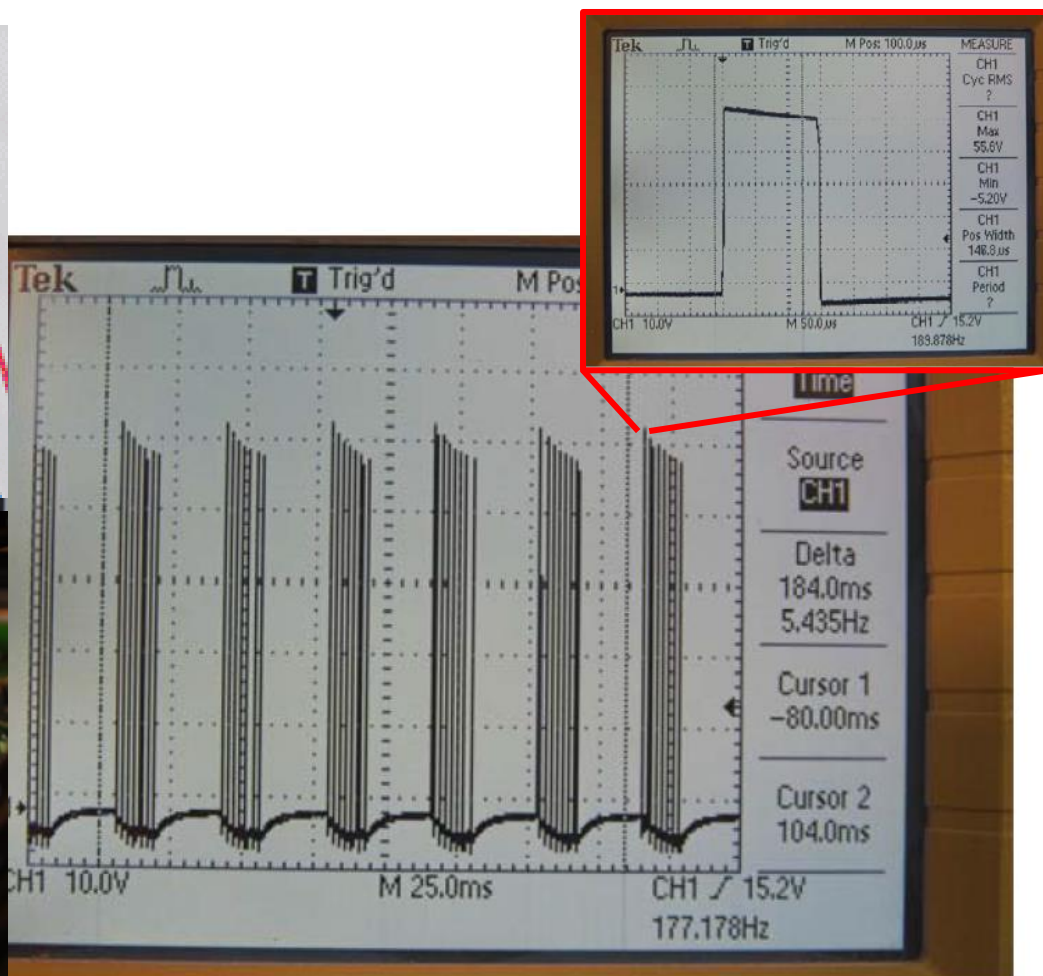 Tek
T Trig'd
M Pos: 100.0µs
MEASURE
CH1
Cyc RMS
?
CH1
Max
55.6V
CH1
Min
-5.20V
CH1
Pos Width
CH1
Period
?
1
CH1 10.0V
M 50.0µs
CH1 15.2V
189.878Hz
Tek
T Trig'd
M Pos
Time
Source
CH1
Delta
184.0ms
5.435Hz
Cursor 1
-80.00ms
Cursor 2
104.0ms
CH1 10.0V
M 25.0ms
CH1 15.2V
177.178Hz